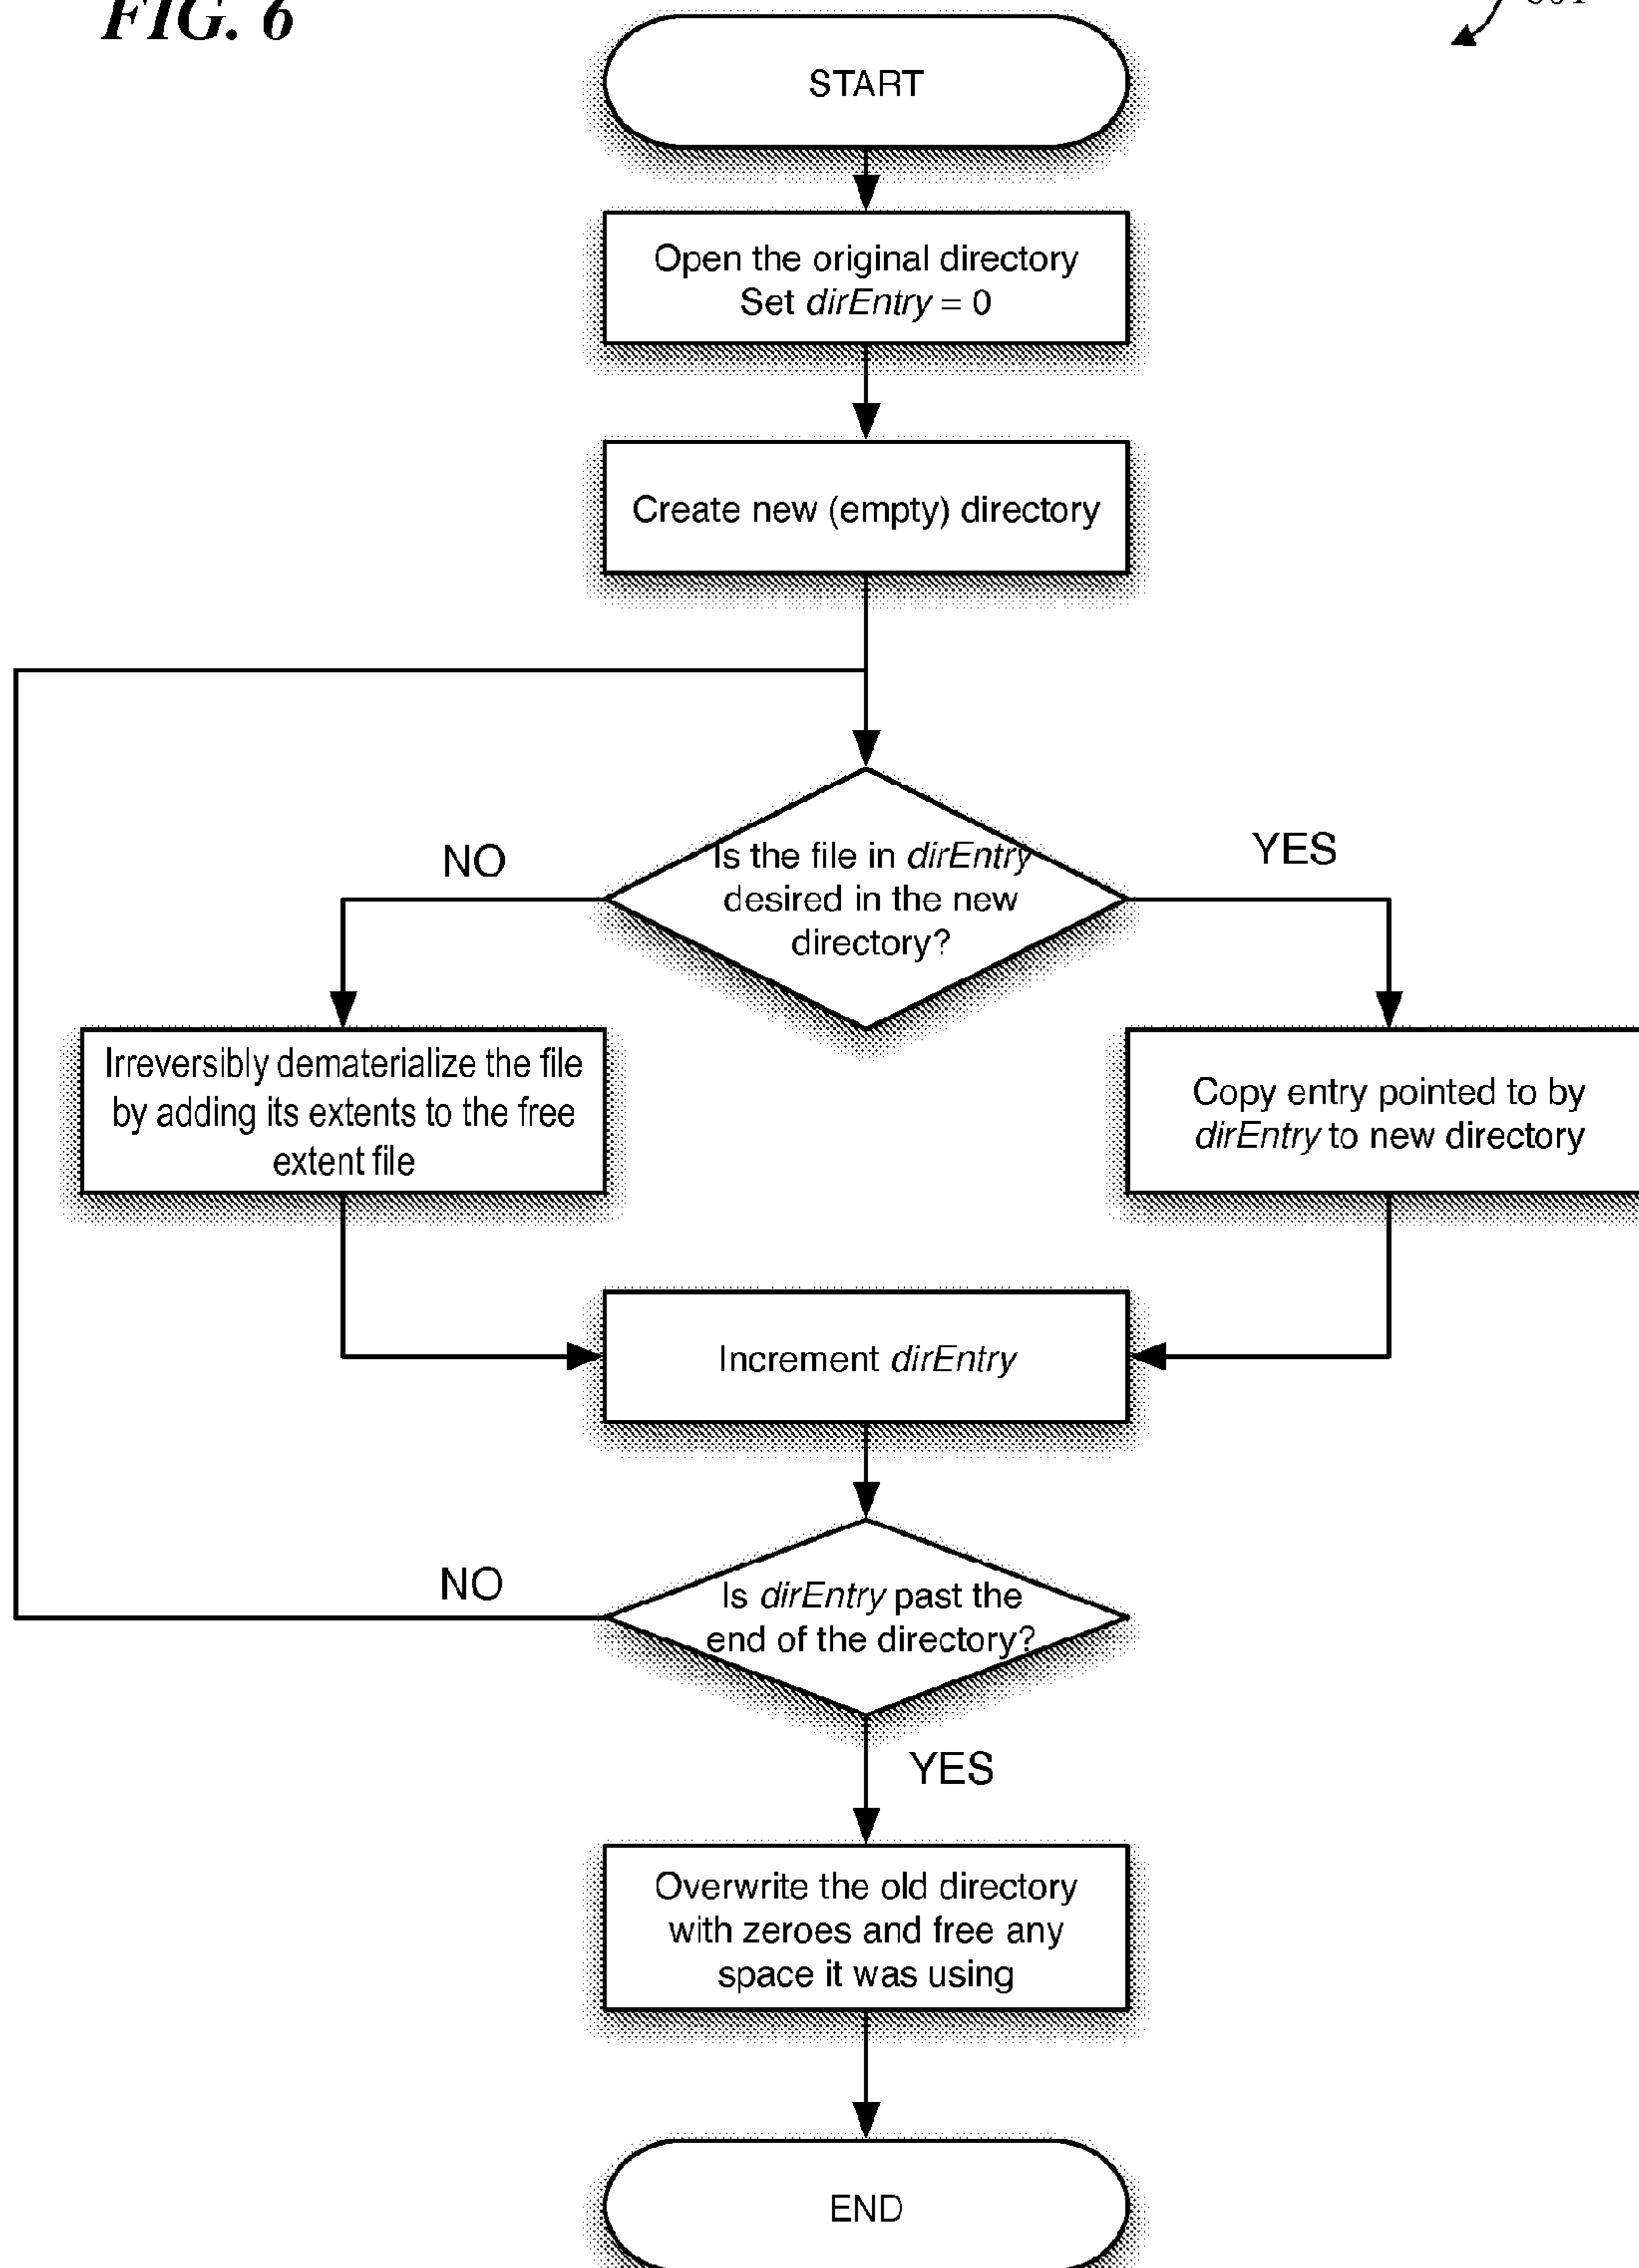 FIG. 6
START
Open the original directory
Set dirEntry = 0
Create new (empty) directory
Is the file in dirEntry
desired in the new
directory?
NO
YES
Irreversibly dematerialize the file
by adding its extents to the free
extent file
Copy entry pointed to by
dirEntry to new directory
Increment dirEntry
Is dirEntry past the
end of the directory?
NO
YES
Overwrite the old directory
with zeroes and free any
space it was using
END